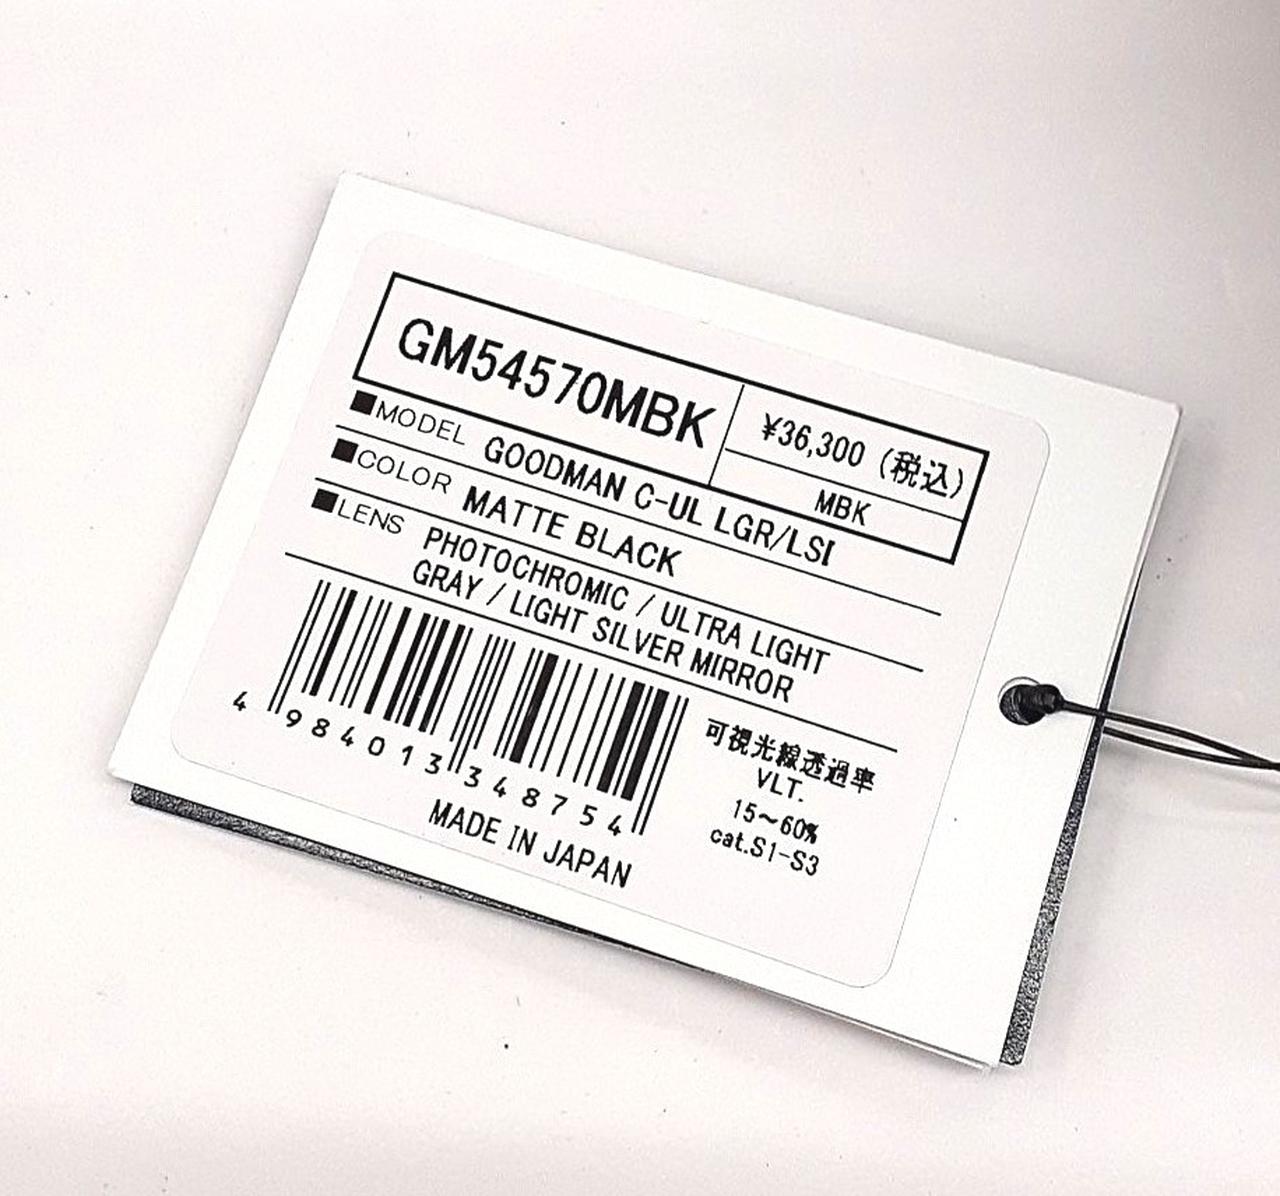 GM54570MBK
¥36,300 (税込)
MBK
■MODEL GOODMAN C-UL LGR/LSI
■COLOR MATTE BLACK
■LENS PHOTOCHROMIC / ULTRA LIGHT
GRAY / LIGHT SILVER MIRROR
4 984013 348754
MADE IN JAPAN
可視光線透過率
VLT.
15～60%
cat.S1-S3